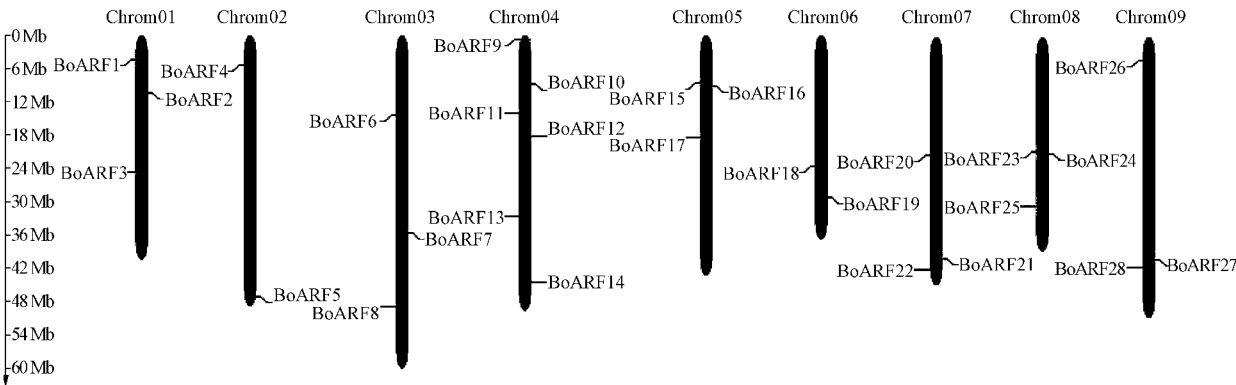 Chrom01 Chrom02 Chrom03 Chrom04 Chrom05 Chrom06 Chrom07 Chrom08 Chrom09
0 Mb
6 Mb
12 Mb
18 Mb
24 Mb
30 Mb
36 Mb
42 Mb
48 Mb
54 Mb
60 Mb
BoARF1
BoARF2
BoARF3
BoARF4
BoARF5
BoARF6
BoARF7
BoARF8
BoARF9
BoARF10
BoARF11
BoARF12
BoARF13
BoARF14
BoARF15
BoARF16
BoARF17
BoARF18
BoARF19
BoARF20
BoARF21
BoARF22
BoARF23
BoARF24
BoARF25
BoARF26
BoARF27
BoARF28